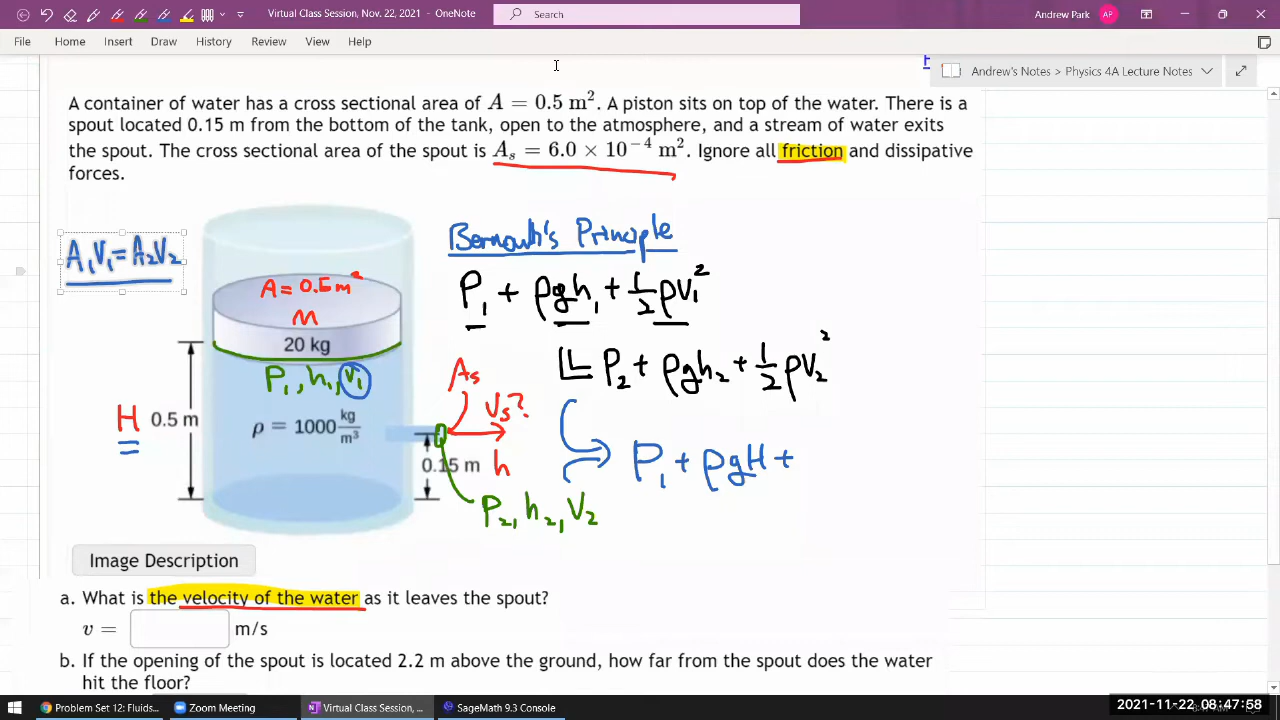 Virtual Class Session, Nov. 22, 2021 - OneNote
Search
Andrew Park
AP
File Home Insert Draw History Review View Help
Andrew's Notes > Physics 4A Lecture Notes
A container of water has a cross sectional area of A = 0.5 m². A piston sits on top of the water. There is a
spout located 0.15 m from the bottom of the tank, open to the atmosphere, and a stream of water exits
the spout. The cross sectional area of the spout is Aₛ = 6.0 × 10⁻⁴ m². Ignore all friction and dissipative
forces.
A₁V₁=A₂V₂
Bernoulli's Principle
A = 0.5 m²
M
20 kg
P₁, h₁, V₁
P₁ + ρgh₁ + ½ρV₁²
P₂ + ρgh₂ + ½ρV₂²
Aₛ
Vₛ?
H
0.5 m
ρ = 1000 kg/m³
0.15 m
h
P₁ + ρgH +
P₂, h₂, V₂
Image Description
a. What is the velocity of the water as it leaves the spout?
v = m/s
b. If the opening of the spout is located 2.2 m above the ground, how far from the spout does the water
hit the floor?
Problem Set 12: Fluids... Zoom Meeting Virtual Class Session, ... SageMath 9.3 Console
2021-11-22 08:47:58